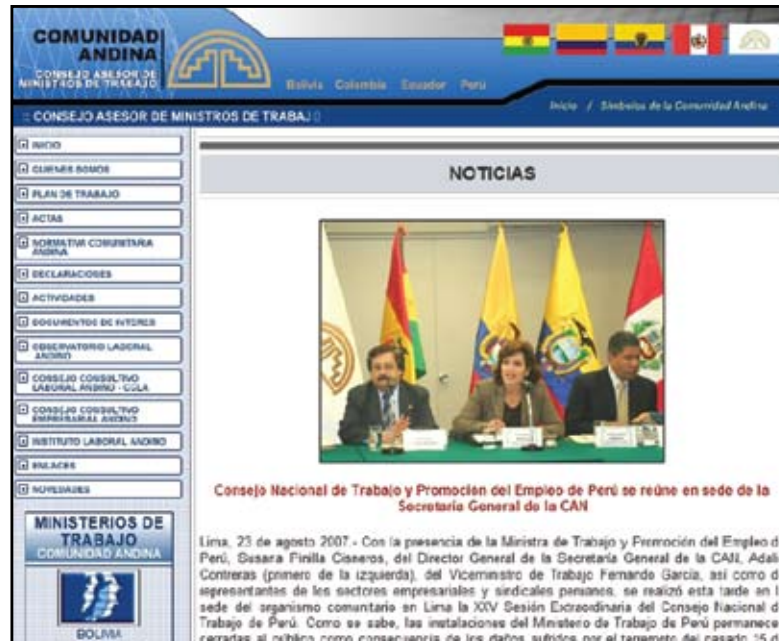 COMUNIDAD
ANDINA
CONSEJO ASESOR DE
MINISTROS DE TRABAJO
Bolivia Colombia Ecuador Perú
Inicio / Símbolos de la Comunidad Andina
:: CONSEJO ASESOR DE MINISTROS DE TRABAJ
INICIO
QUIENES SOMOS
PLAN DE TRABAJO
ACTAS
NORMATIVA COMUNITARIA
ANDINA
DECLARACIONES
ACTIVIDADES
DOCUMENTOS DE INTERES
OBSERVATORIO LABORAL
ANDINO
CONSEJO CONSULTIVO
LABORAL ANDINO - CCLA
CONSEJO CONSULTIVO
EMPRESARIAL ANDINO
INSTITUTO LABORAL ANDINO
ENLACES
NOVEDADES
MINISTERIOS DE
TRABAJO
COMUNIDAD ANDINA
BOLIVIA
NOTICIAS
Consejo Nacional de Trabajo y Promoción del Empleo de Perú se reúne en sede de la
Secretaría General de la CAN
Lima, 23 de agosto 2007.- Con la presencia de la Ministra de Trabajo y Promoción del Empleo d
Perú, Susana Pinilla Cisneros, del Director General de la Secretaría General de la CAN, Adali
Contreras (primero de la izquierda), del Viceministro de Trabajo Fernando García, así como d
representantes de los sectores empresariales y sindicales peruanos, se realizó esta tarde en l
sede del organismo comunitario en Lima la XXV Sesión Extraordinaria del Consejo Nacional d
Trabajo de Perú. Como se sabe, las instalaciones del Ministerio de Trabajo de Perú permanece
cerradas al público como consecuencia de los daños sufridos por el terremoto del pasado 15 d